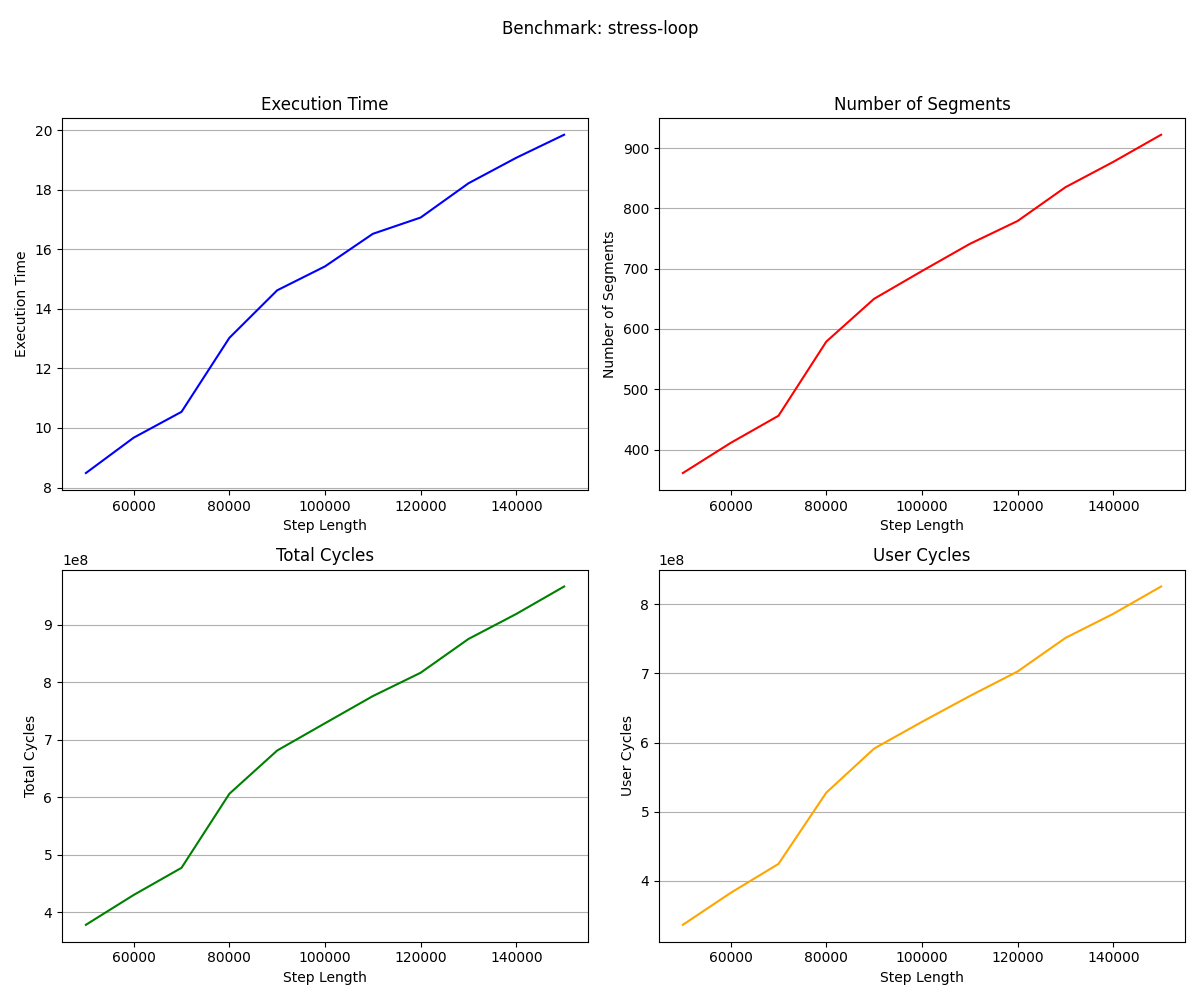 Benchmark: stress-loop
Execution Time
Execution Time
20
18
16
14
12
10
8
60000 80000 100000 120000 140000
Step Length
Number of Segments
Number of Segments
900
800
700
600
500
400
60000 80000 100000 120000 140000
Step Length
Total Cycles
1e8
Total Cycles
9
8
7
6
5
4
60000 80000 100000 120000 140000
Step Length
User Cycles
1e8
User Cycles
8
7
6
5
4
60000 80000 100000 120000 140000
Step Length